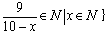 9/(10 − x) ∈ N | x ∈ N }